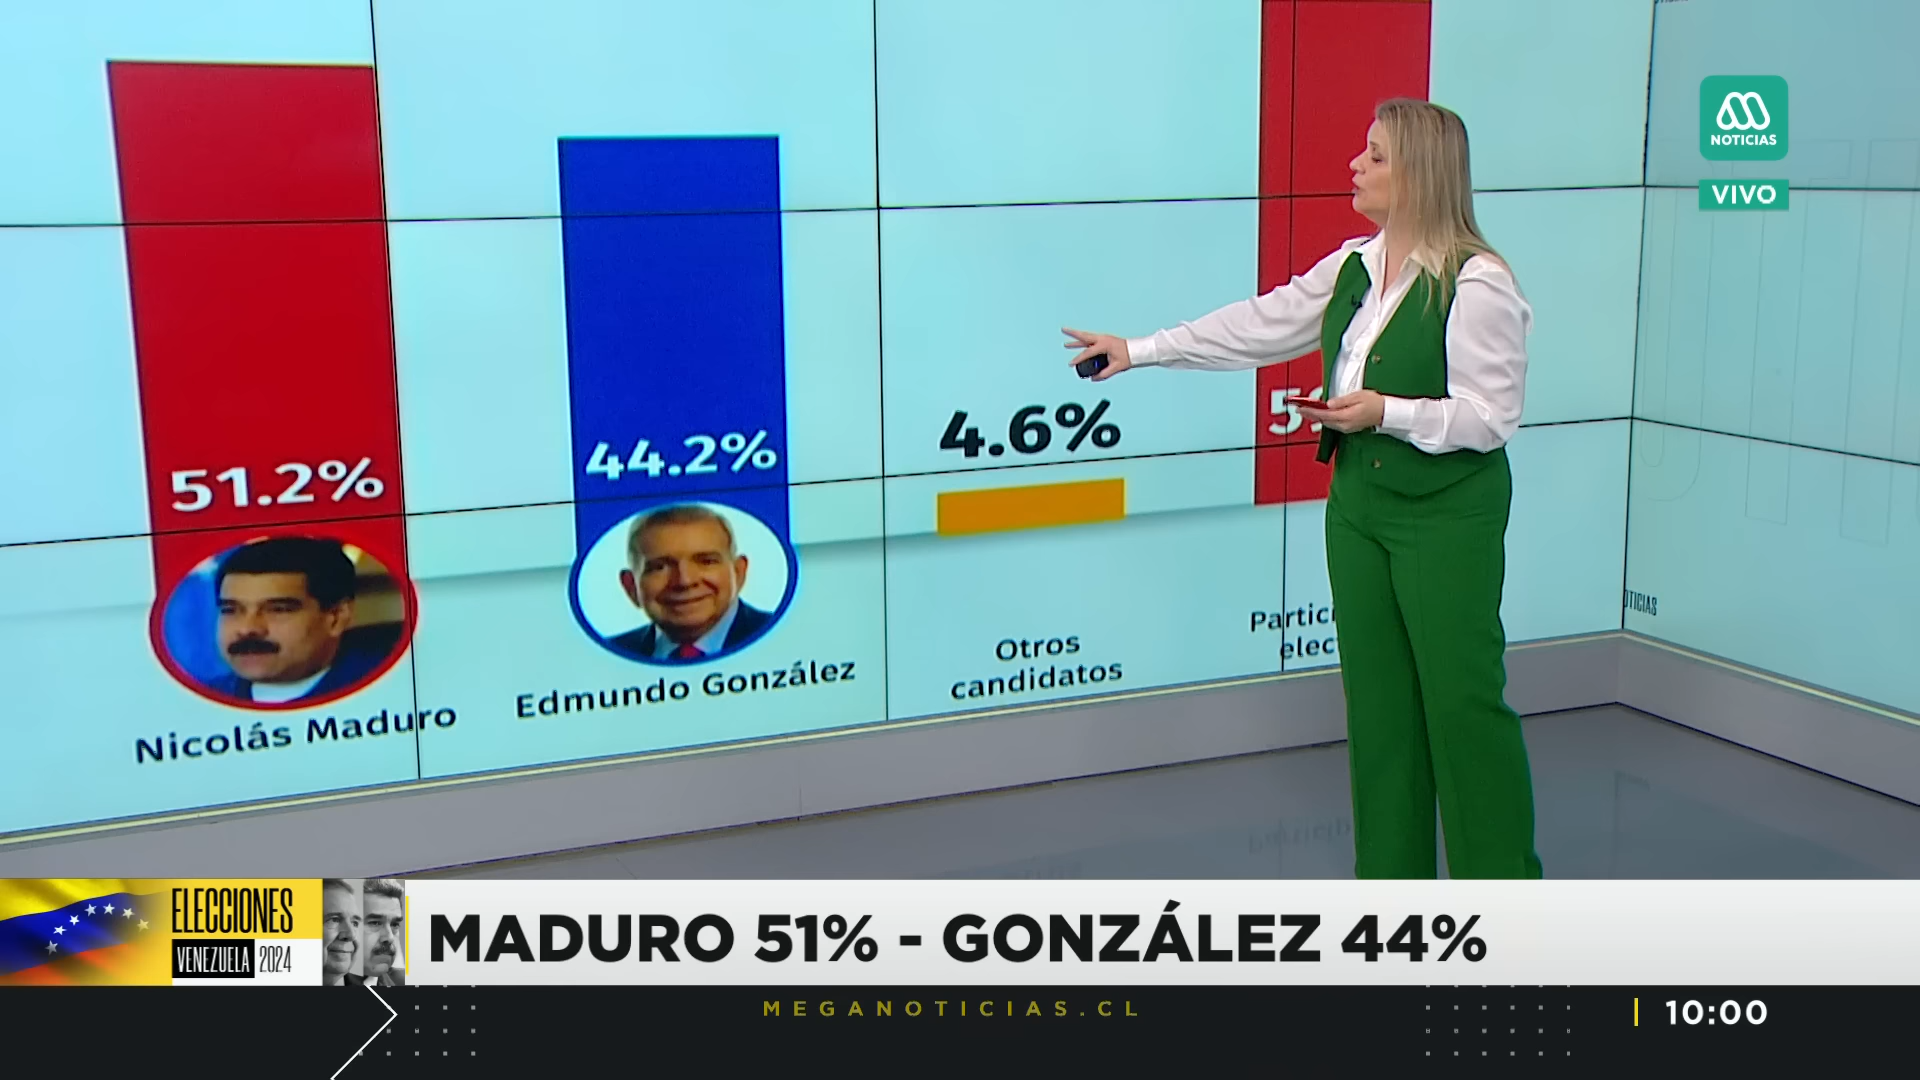 NOTICIAS
VIVO
51.2%
44.2%
4.6%
Nicolás Maduro
Edmundo González
Otros
candidatos
ELECCIONES
VENEZUELA 2024
MADURO 51% - GONZÁLEZ 44%
MEGANOTICIAS.CL
10:00